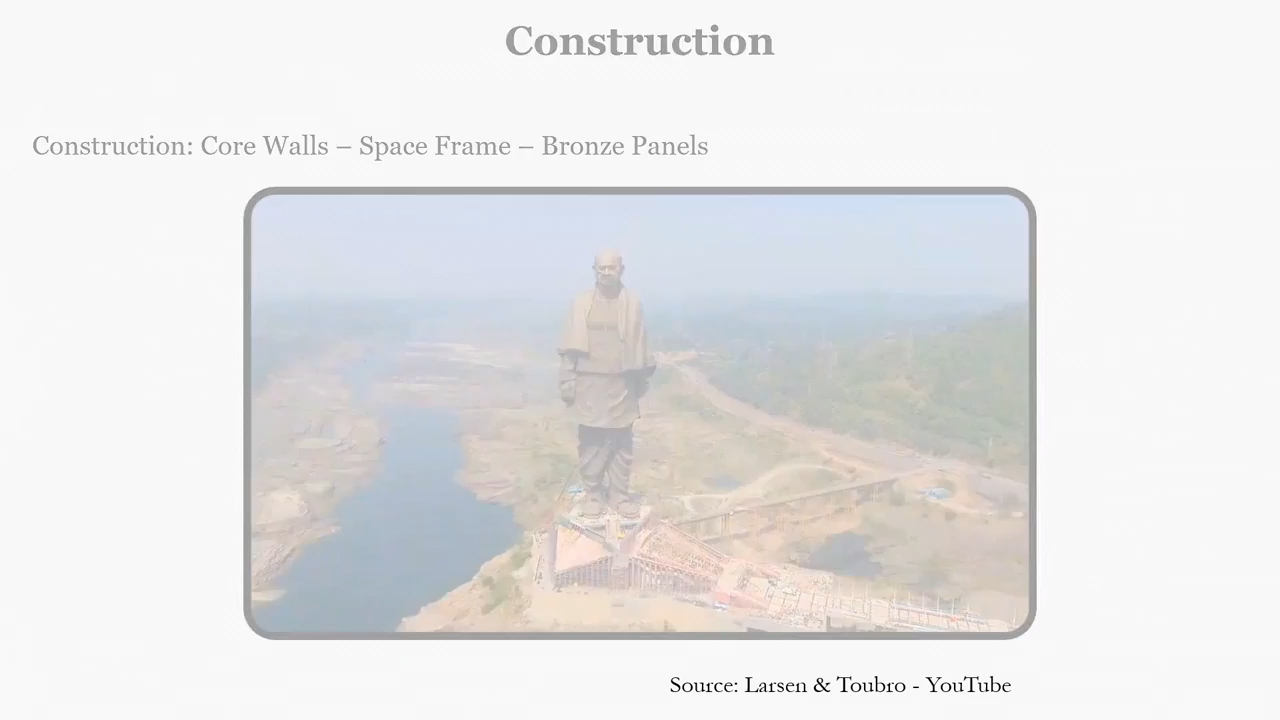 Construction
Construction: Core Walls – Space Frame – Bronze Panels
Source: Larsen & Toubro - YouTube